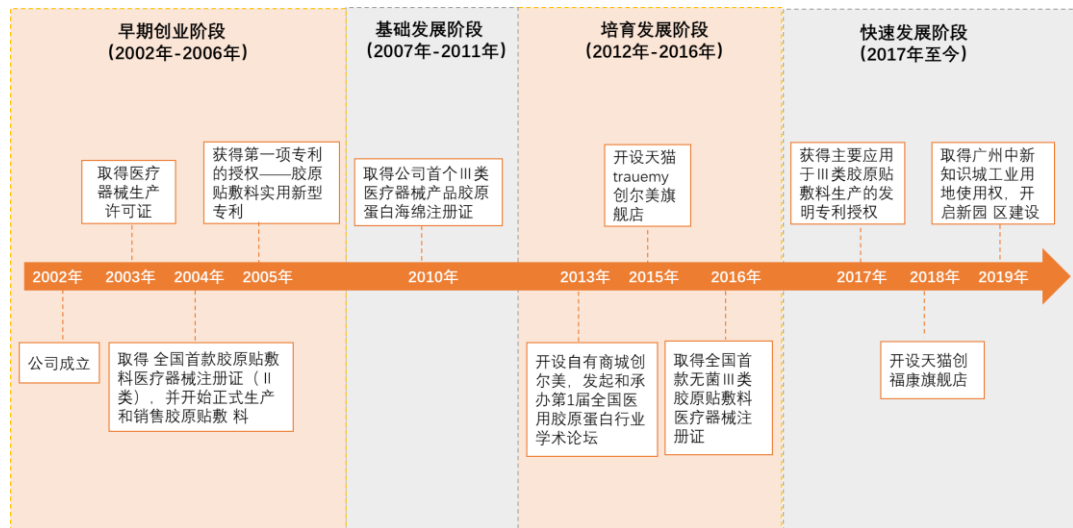 早期创业阶段
(2002年-2006年)
基础发展阶段
(2007年-2011年)
培育发展阶段
(2012年-2016年)
快速发展阶段
(2017年至今)
取得医疗
器械生产
许可证
获得第一项专利
的授权——胶原
贴敷料实用新型
专利
取得公司首个Ⅲ类
医疗器械产品胶原
蛋白海绵注册证
开设天猫
trauemy
创尔美旗
舰店
获得主要应用
于Ⅲ类胶原贴
敷料生产的发
明专利授权
取得广州中新
知识城工业用
地使用权，开
启新园 区建设
2002年
2003年
2004年
2005年
2010年
2013年
2015年
2016年
2017年
2018年
2019年
公司成立
取得 全国首款胶原贴敷
料医疗器械注册证（Ⅱ
类），并开始正式生产
和销售胶原贴敷 料
开设自有商城创
尔美，发起和承
办第1届全国医
用胶原蛋白行业
学术论坛
取得全国首
款无菌Ⅲ类
胶原贴敷料
医疗器械注
册证
开设天猫创
福康旗舰店